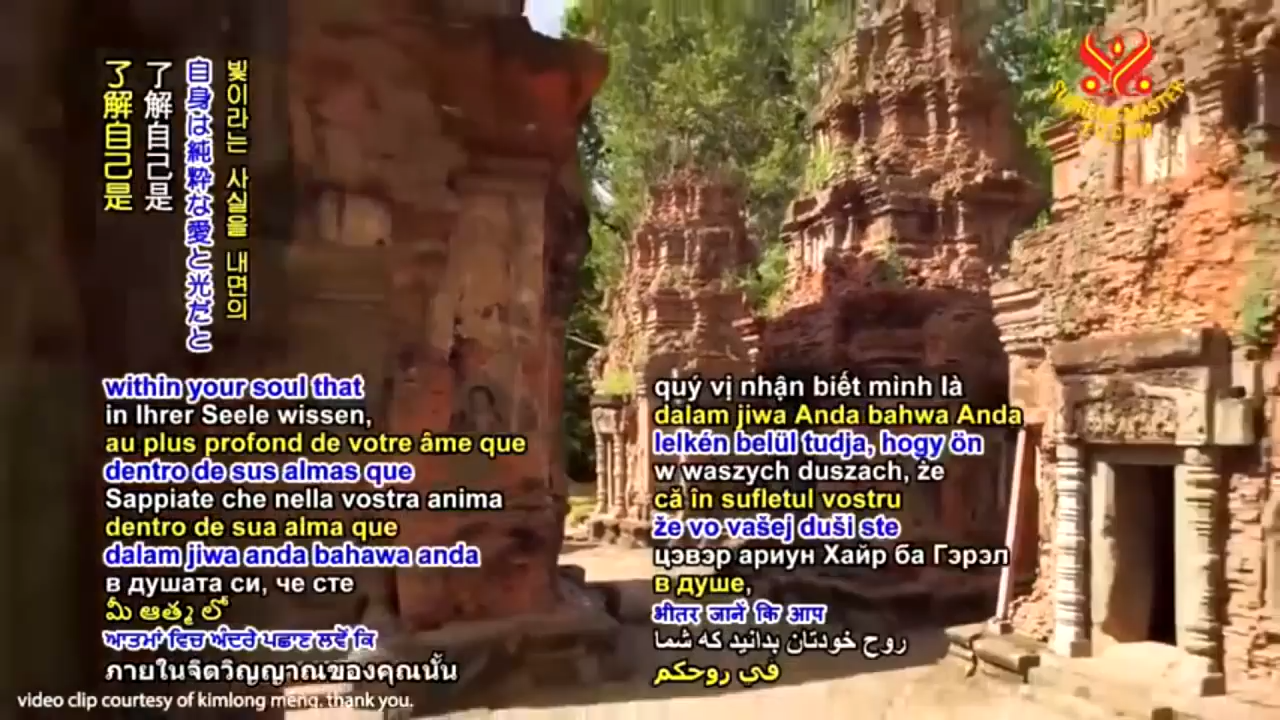 빛이라는 사실을 내면의
自身は純粋な愛と光だと
了解自己是
了解自己是
within your soul that
in Ihrer Seele wissen,
au plus profond de votre âme que
dentro de sus almas que
Sappiate che nella vostra anima
dentro de sua alma que
dalam jiwa anda bahawa anda
в душата си, че сте
మీ ఆత్మ లో
ਆਤਮਾਂ ਵਿਚ ਅੰਦਰੇ ਪਛਾਣ ਲਵੋਂ ਕਿ
ภายในจิตวิญญาณของคุณนั้น
quý vị nhận biết mình là
dalam jiwa Anda bahwa Anda
lelkén belül tudja, hogy ön
w waszych duszach, że
că în sufletul vostru
že vo vašej duši ste
цэвэр ариун Хайр ба Гэрэл
в душе,
भीतर जानें कि आप
روح خودتان بدانید که شما
في روحكم
SUPREME MASTER
TV.COM
video clip courtesy of kimlong meng. thank you.